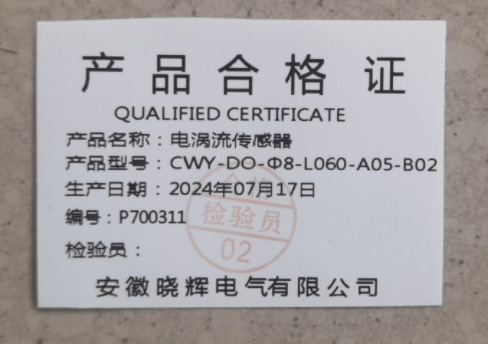 产品合格证
QUALIFIED CERTIFICATE
产品名称：电涡流传感器
产品型号：CWY-DO-Φ8-L060-A05-B02
生产日期：2024年07月17日
编号：P700311
检验员：
合格
检验员
02
安徽晓辉电气有限公司